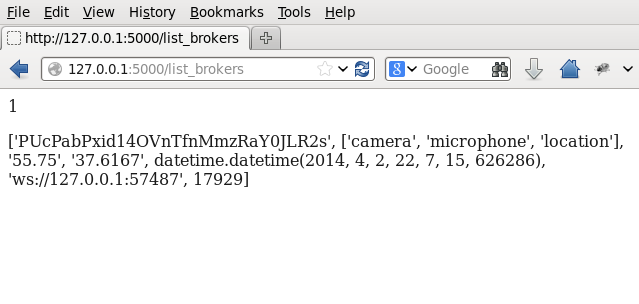 File Edit View History Bookmarks Tools Help
http://127.0.0.1:5000/list_brokers
127.0.0.1:5000/list_brokers
8 Google
1
['PUcPabPxid14OVnTfnMmzRaY0JLR2s', ['camera', 'microphone', 'location'],
'55.75', '37.6167', datetime.datetime(2014, 4, 2, 22, 7, 15, 626286),
'ws://127.0.0.1:57487', 17929]